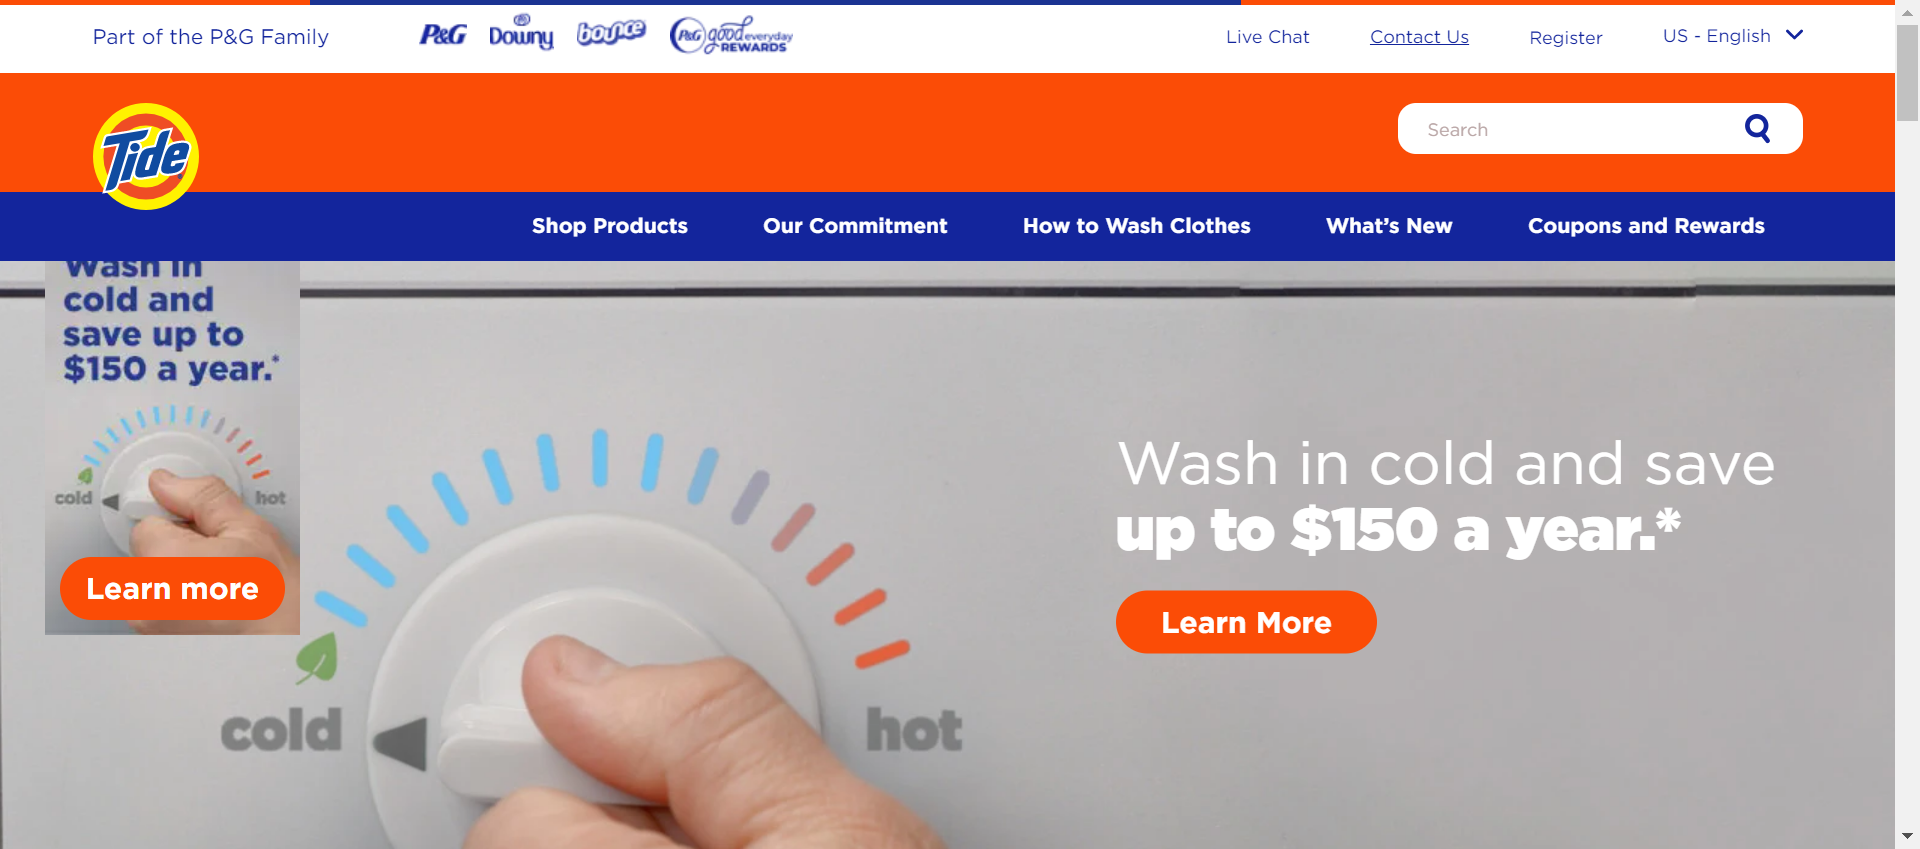 Part of the P&G Family
P&G
Downy
bounce
P&G good everyday
REWARDS
Live Chat
Contact Us
Register
US - English
Tide
Search
Shop Products
Our Commitment
How to Wash Clothes
What's New
Coupons and Rewards
Wash in
cold and
save up to
$150 a year.*
cold
hot
Learn more
Wash in cold and save
up to $150 a year.*
Learn More
cold
hot